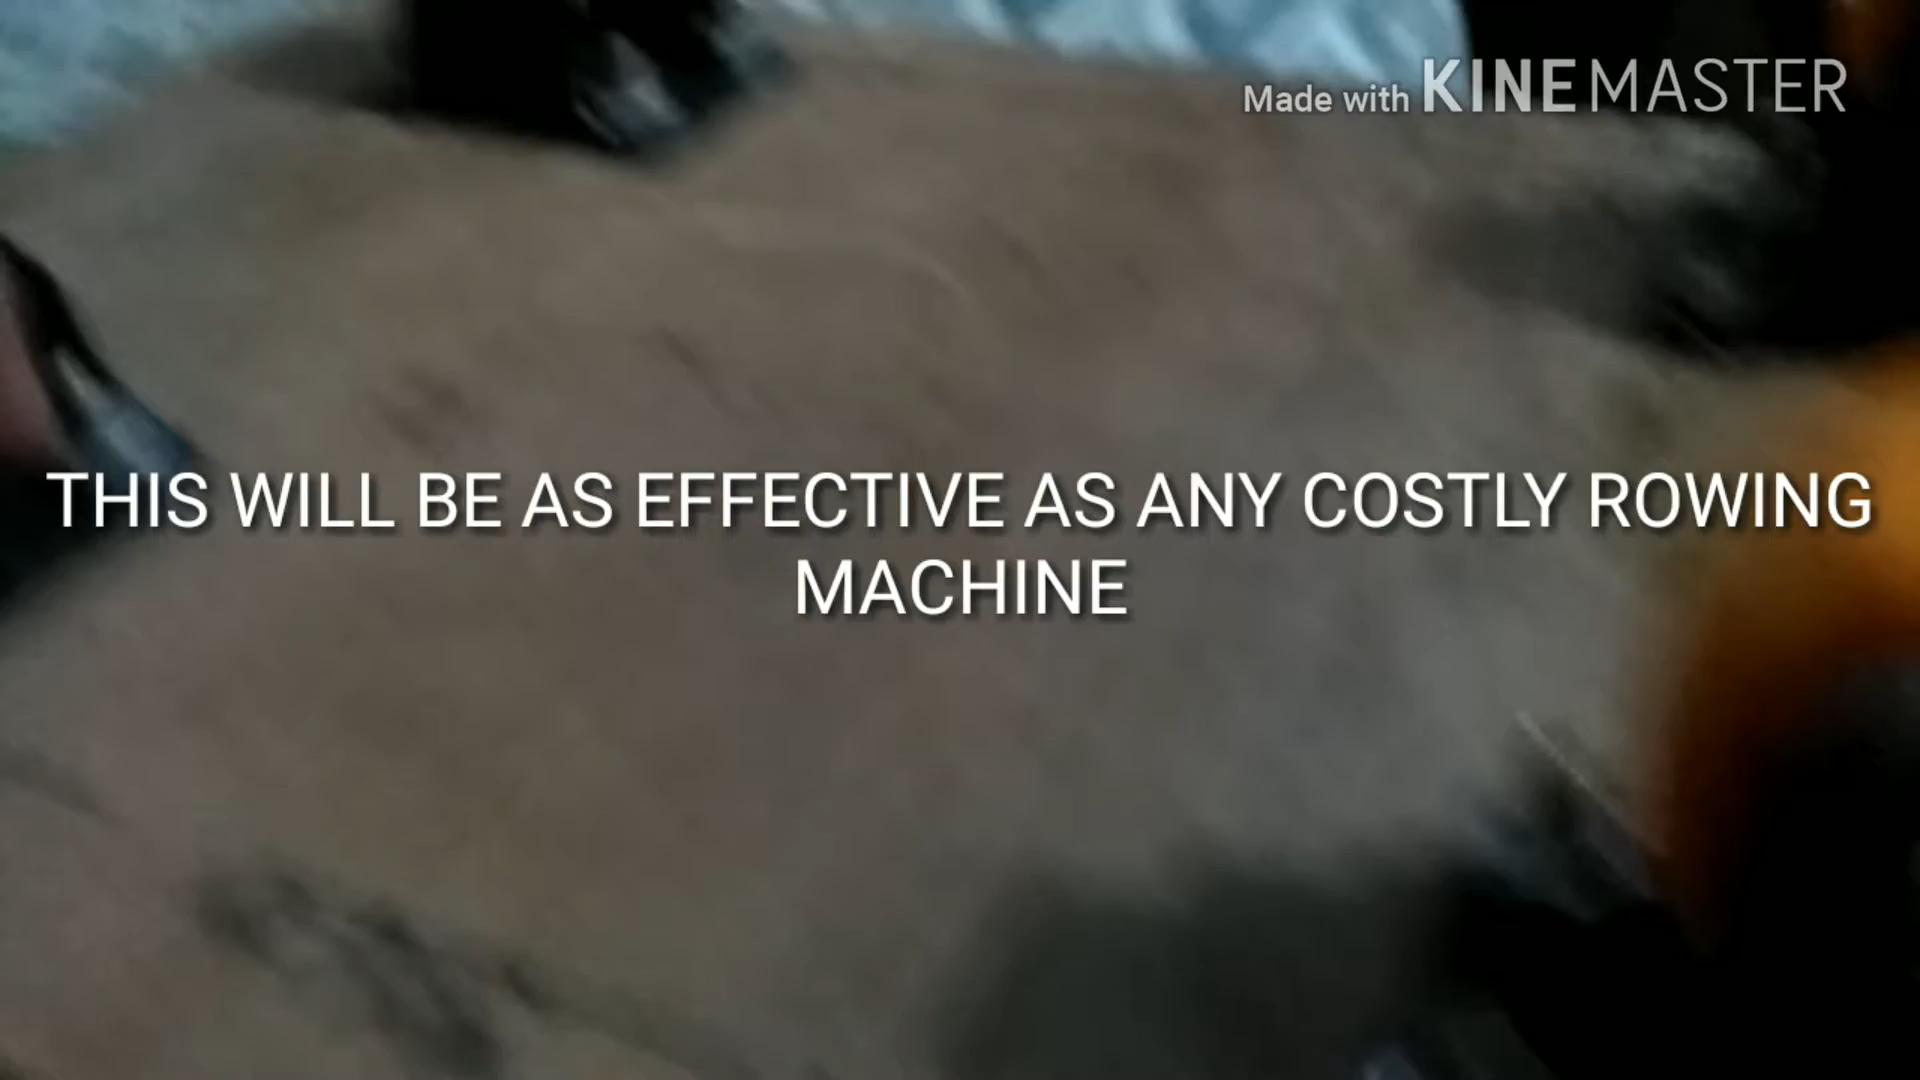 Made with KINEMASTER
THIS WILL BE AS EFFECTIVE AS ANY COSTLY ROWING
MACHINE